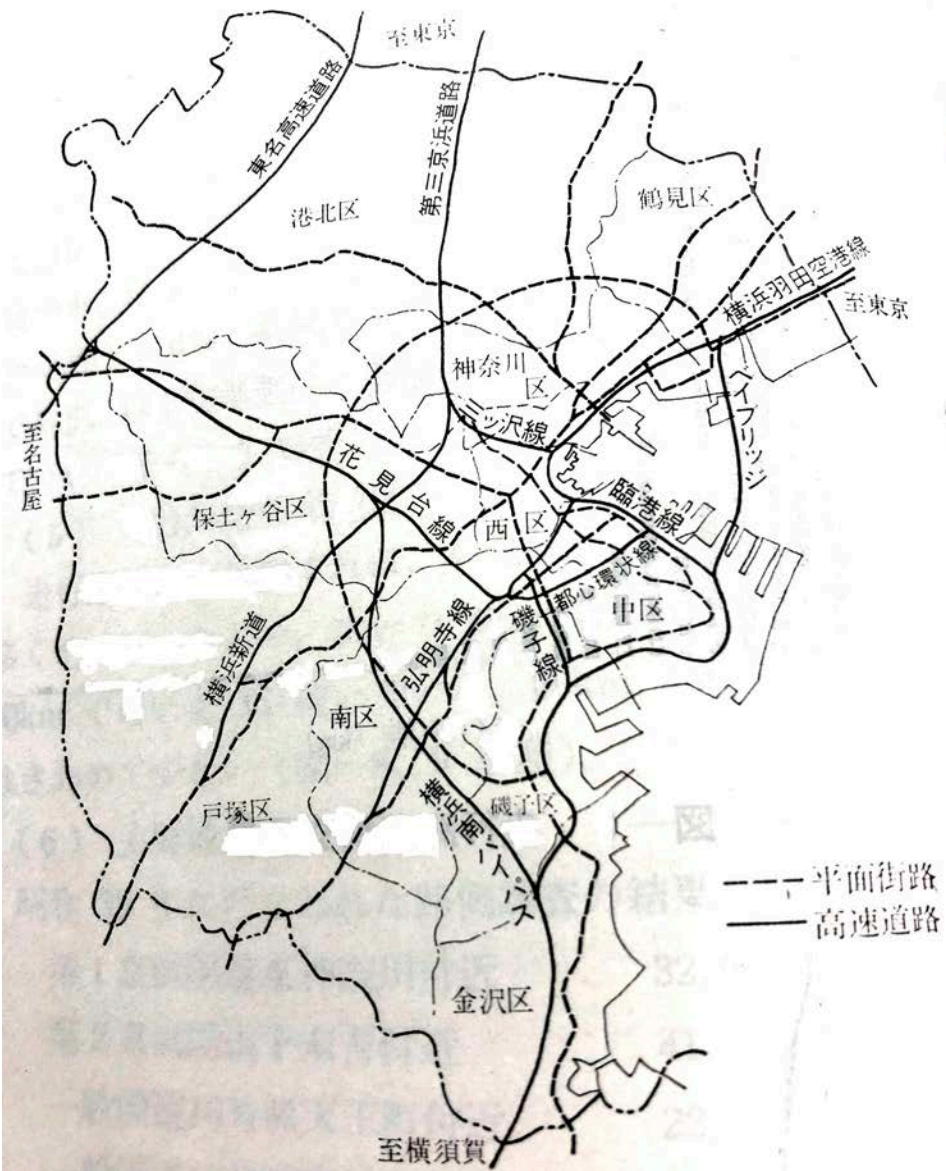 至東京
東名高速道路
第三京浜道路
港北区
鶴見区
横浜羽田空港線
至東京
神奈川区
三ッ沢線
ベイブリッジ
至名古屋
花見台線
臨港線
保土ヶ谷区
西区
都心環状線
中区
磯子線
弘明寺線
横浜新道
南区
戸塚区
横浜南バイパス
磯子区
平面街路
高速道路
金沢区
至横須賀